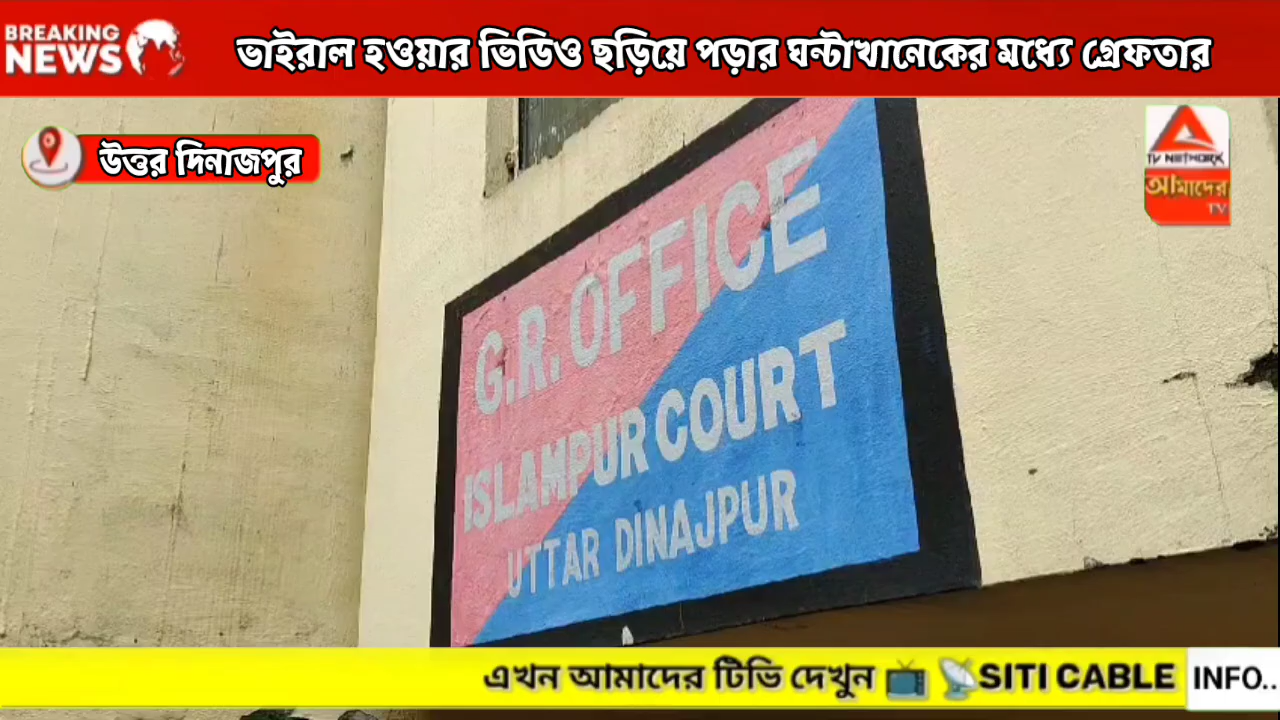 BREAKING
NEWS
ভাইরাল হওয়ার ভিডিও ছড়িয়ে পড়ার ঘন্টাখানেকের মধ্যে গ্রেফতার
উত্তর দিনাজপুর
TV NETWORK
আমাদের
TV
G.R. OFFICE
ISLAMPUR COURT
UTTAR DINAJPUR
এখন আমাদের টিভি দেখুন 📺 📡SITI CABLE
INFO..